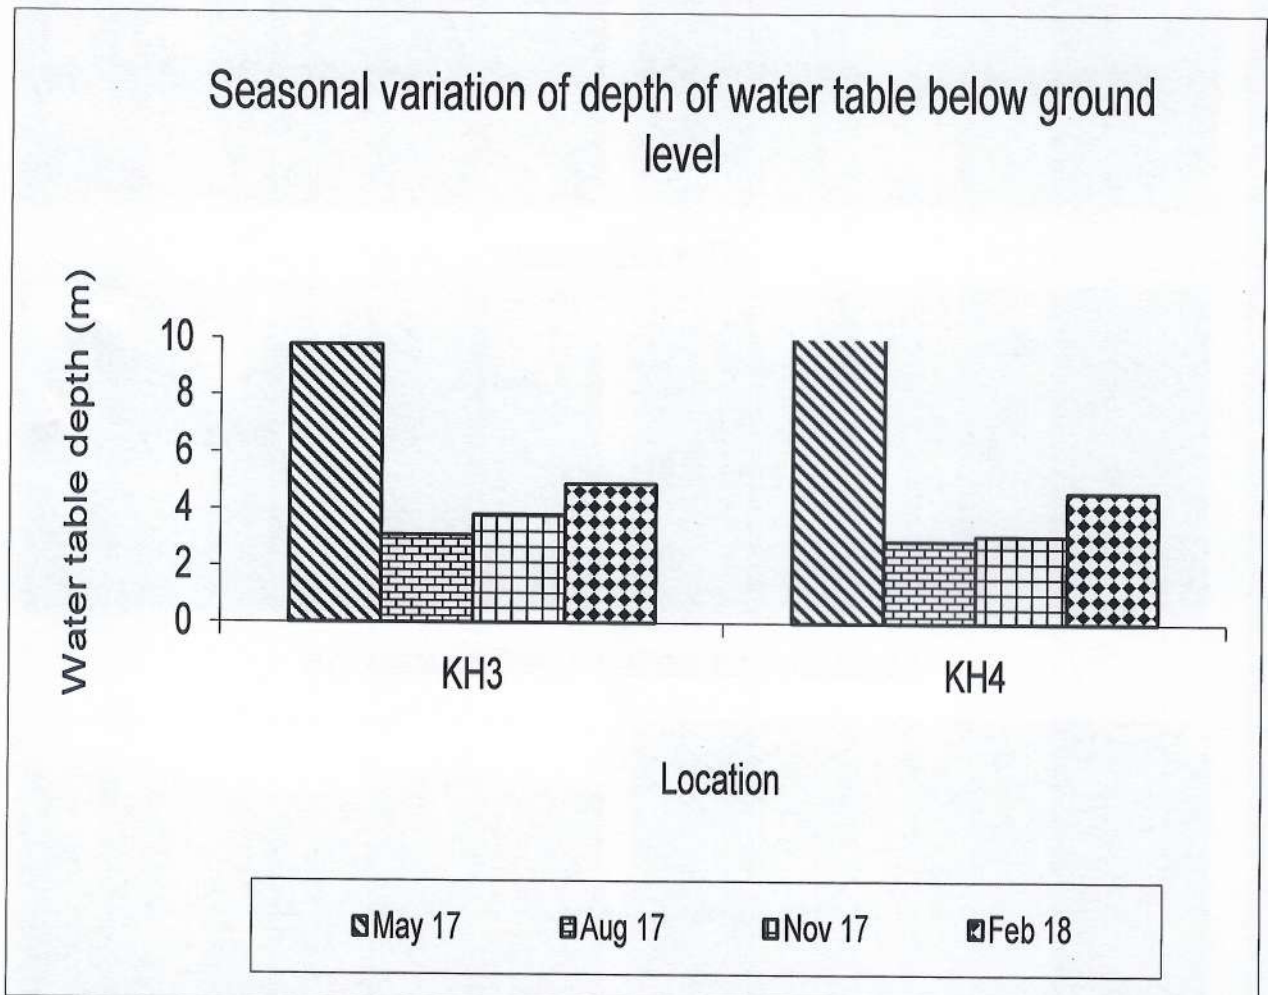 Seasonal variation of depth of water table below ground
level
Water table depth (m)
10
8
6
4
2
0
KH3
KH4
Location
May 17
Aug 17
Nov 17
Feb 18